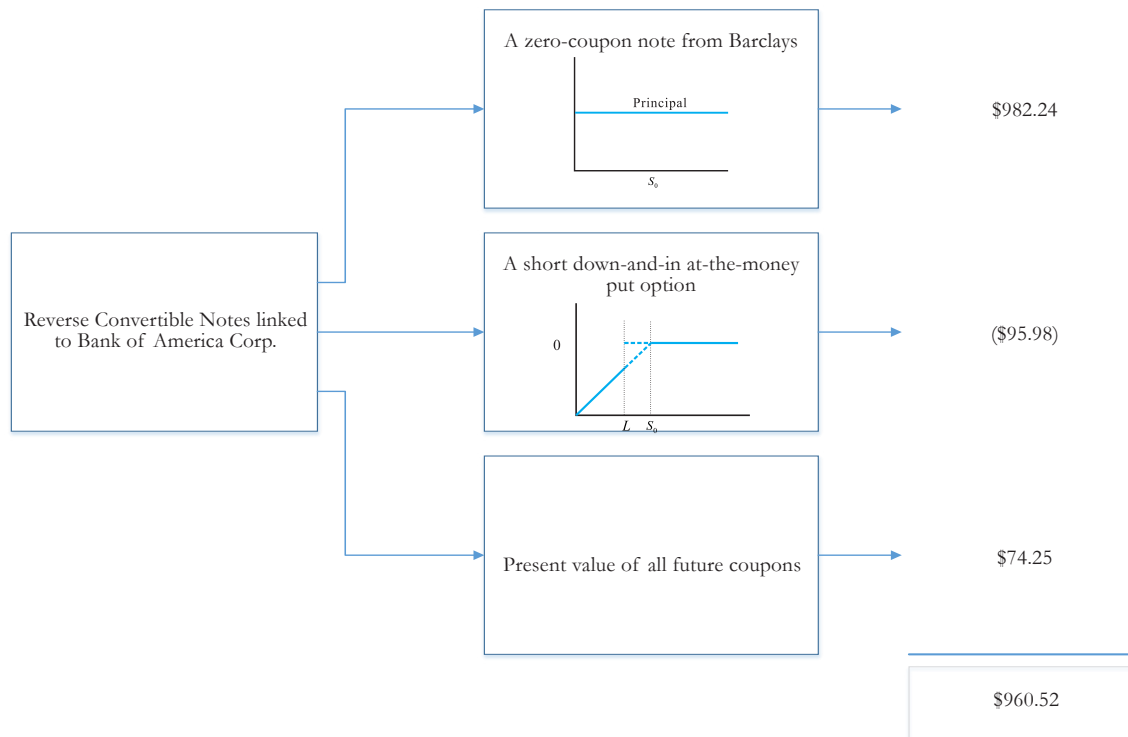 A zero-coupon note from Barclays
Principal
S₀
$982.24
Reverse Convertible Notes linked
to Bank of America Corp.
A short down-and-in at-the-money
put option
0
L S₀
($95.98)
Present value of all future coupons
$74.25
$960.52